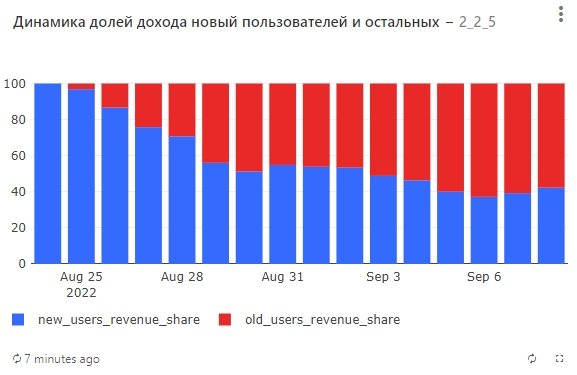 Динамика долей дохода новый пользователей и остальных – 2_2_5
100
80
60
40
20
0
Aug 25
2022
Aug 28
Aug 31
Sep 3
Sep 6
new_users_revenue_share
old_users_revenue_share
7 minutes ago